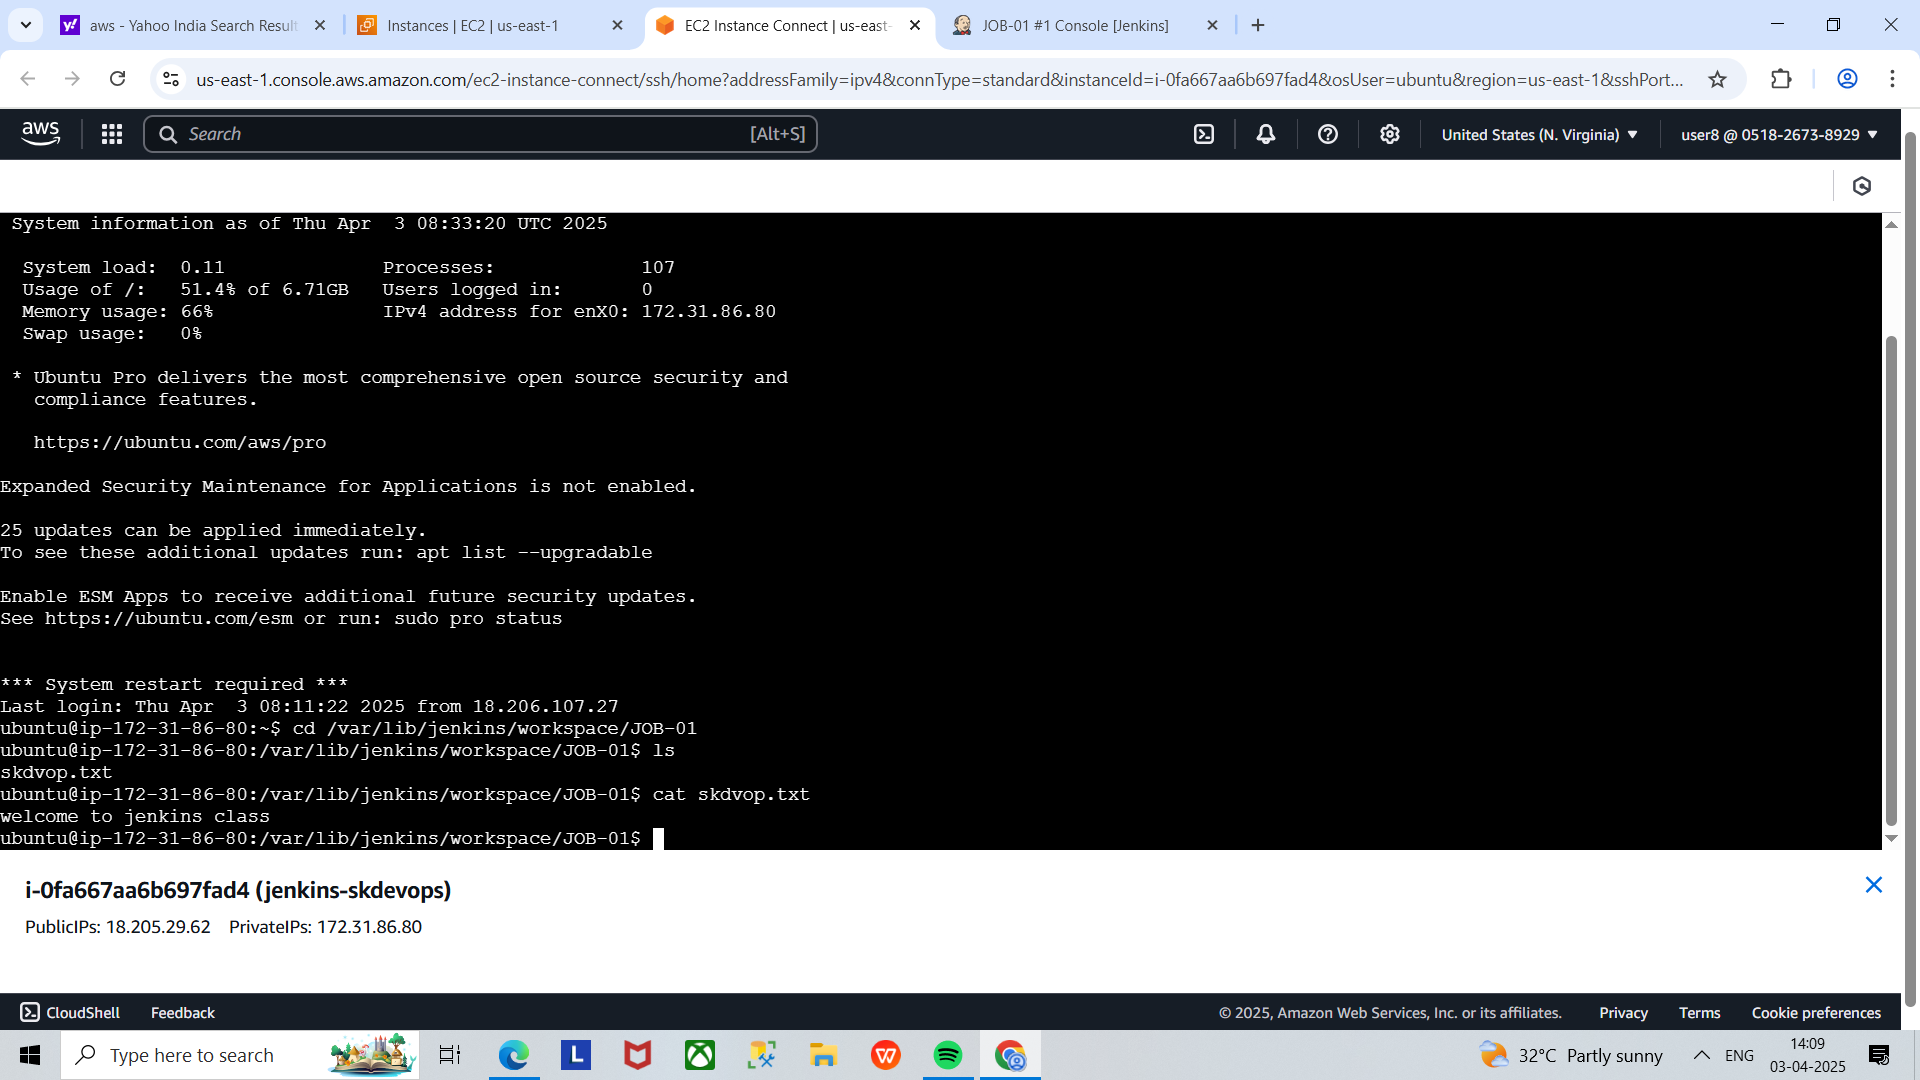 aws - Yahoo India Search Result
Instances | EC2 | us-east-1
EC2 Instance Connect | us-east-
JOB-01 #1 Console [Jenkins]
us-east-1.console.aws.amazon.com/ec2-instance-connect/ssh/home?addressFamily=ipv4&connType=standard&instanceId=i-0fa667aa6b697fad4&osUser=ubuntu&region=us-east-1&sshPort...
aws
Search
[Alt+S]
United States (N. Virginia)
user8 @ 0518-2673-8929
System information as of Thu Apr  3 08:33:20 UTC 2025
System load:  0.11              Processes:             107
Usage of /:   51.4% of 6.71GB   Users logged in:       0
Memory usage: 66%               IPv4 address for enX0: 172.31.86.80
Swap usage:   0%
* Ubuntu Pro delivers the most comprehensive open source security and
compliance features.
https://ubuntu.com/aws/pro
Expanded Security Maintenance for Applications is not enabled.
25 updates can be applied immediately.
To see these additional updates run: apt list --upgradable
Enable ESM Apps to receive additional future security updates.
See https://ubuntu.com/esm or run: sudo pro status
*** System restart required ***
Last login: Thu Apr  3 08:11:22 2025 from 18.206.107.27
ubuntu@ip-172-31-86-80:~$ cd /var/lib/jenkins/workspace/JOB-01
ubuntu@ip-172-31-86-80:/var/lib/jenkins/workspace/JOB-01$ ls
skdvop.txt
ubuntu@ip-172-31-86-80:/var/lib/jenkins/workspace/JOB-01$ cat skdvop.txt
welcome to jenkins class
ubuntu@ip-172-31-86-80:/var/lib/jenkins/workspace/JOB-01$
i-0fa667aa6b697fad4 (jenkins-skdevops)
PublicIPs: 18.205.29.62    PrivateIPs: 172.31.86.80
CloudShell
Feedback
© 2025, Amazon Web Services, Inc. or its affiliates.
Privacy
Terms
Cookie preferences
Type here to search
L
W
32°C  Partly sunny
ENG
14:09
03-04-2025